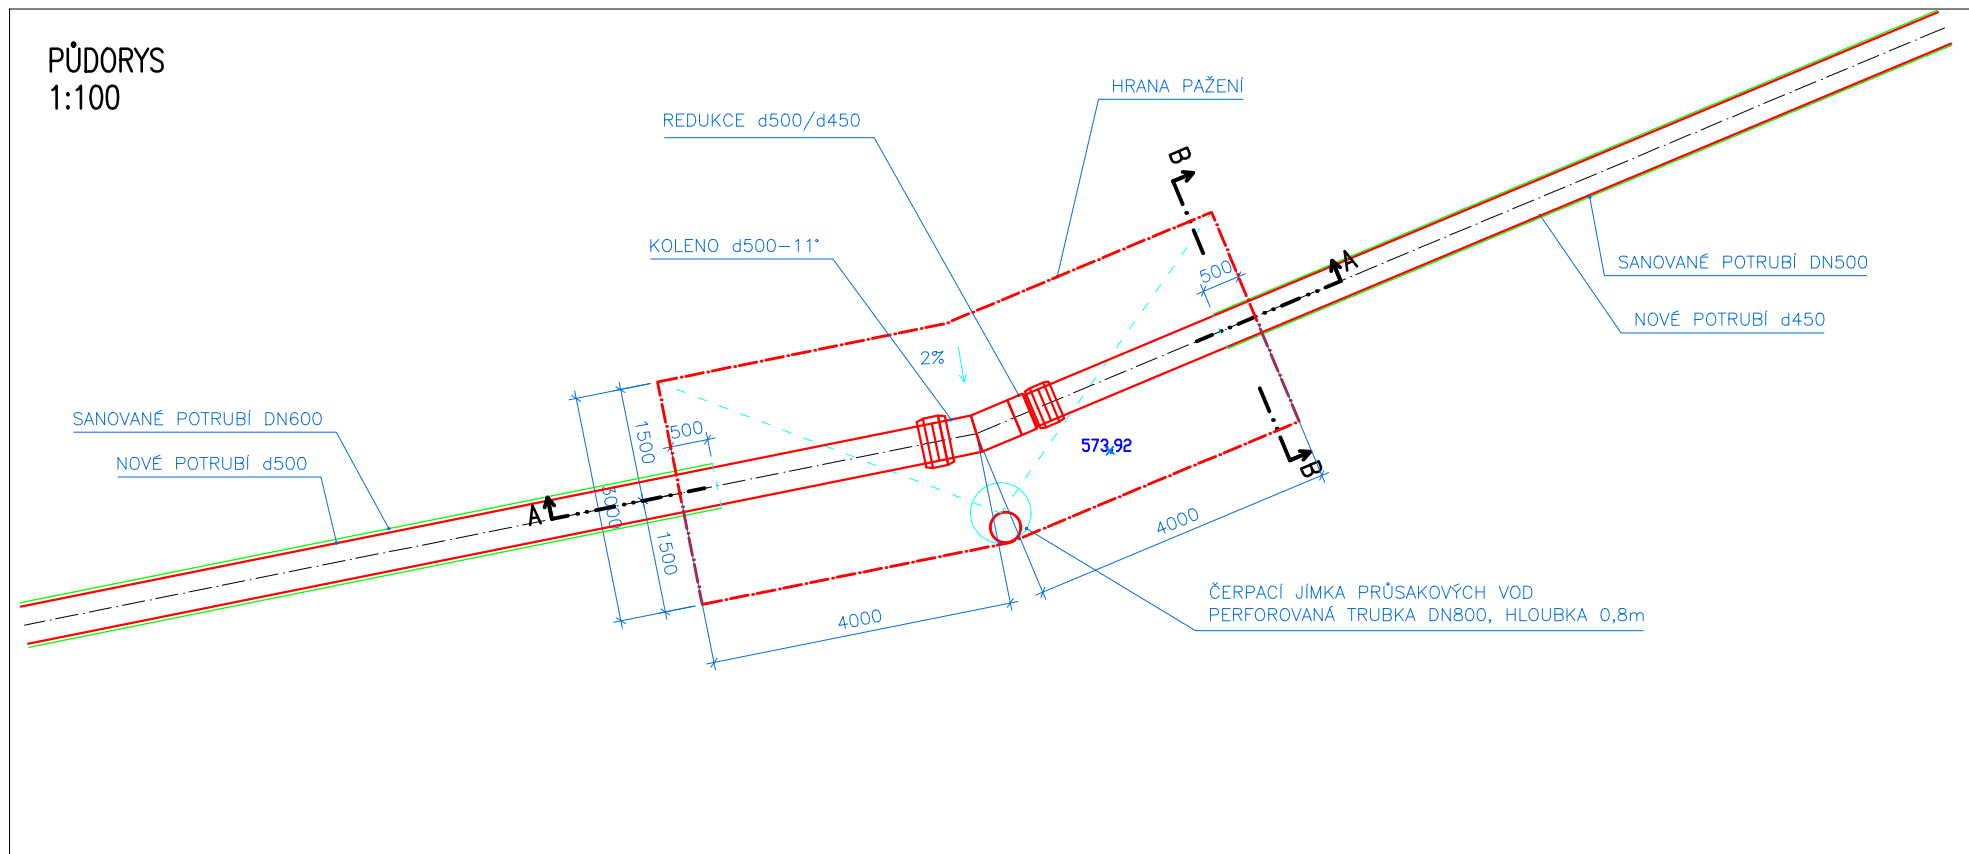 PŮDORYS
1:100
HRANA PAŽENÍ
REDUKCE d500/d450
B
KOLENO d500-11°
500
A
SANOVANÉ POTRUBÍ DN500
NOVÉ POTRUBÍ d450
2%
SANOVANÉ POTRUBÍ DN600
1500
500
573,92
NOVÉ POTRUBÍ d500
B
3000
A
4000
1500
ČERPACÍ JÍMKA PRŮSAKOVÝCH VOD
PERFOROVANÁ TRUBKA DN800, HLOUBKA 0,8m
4000